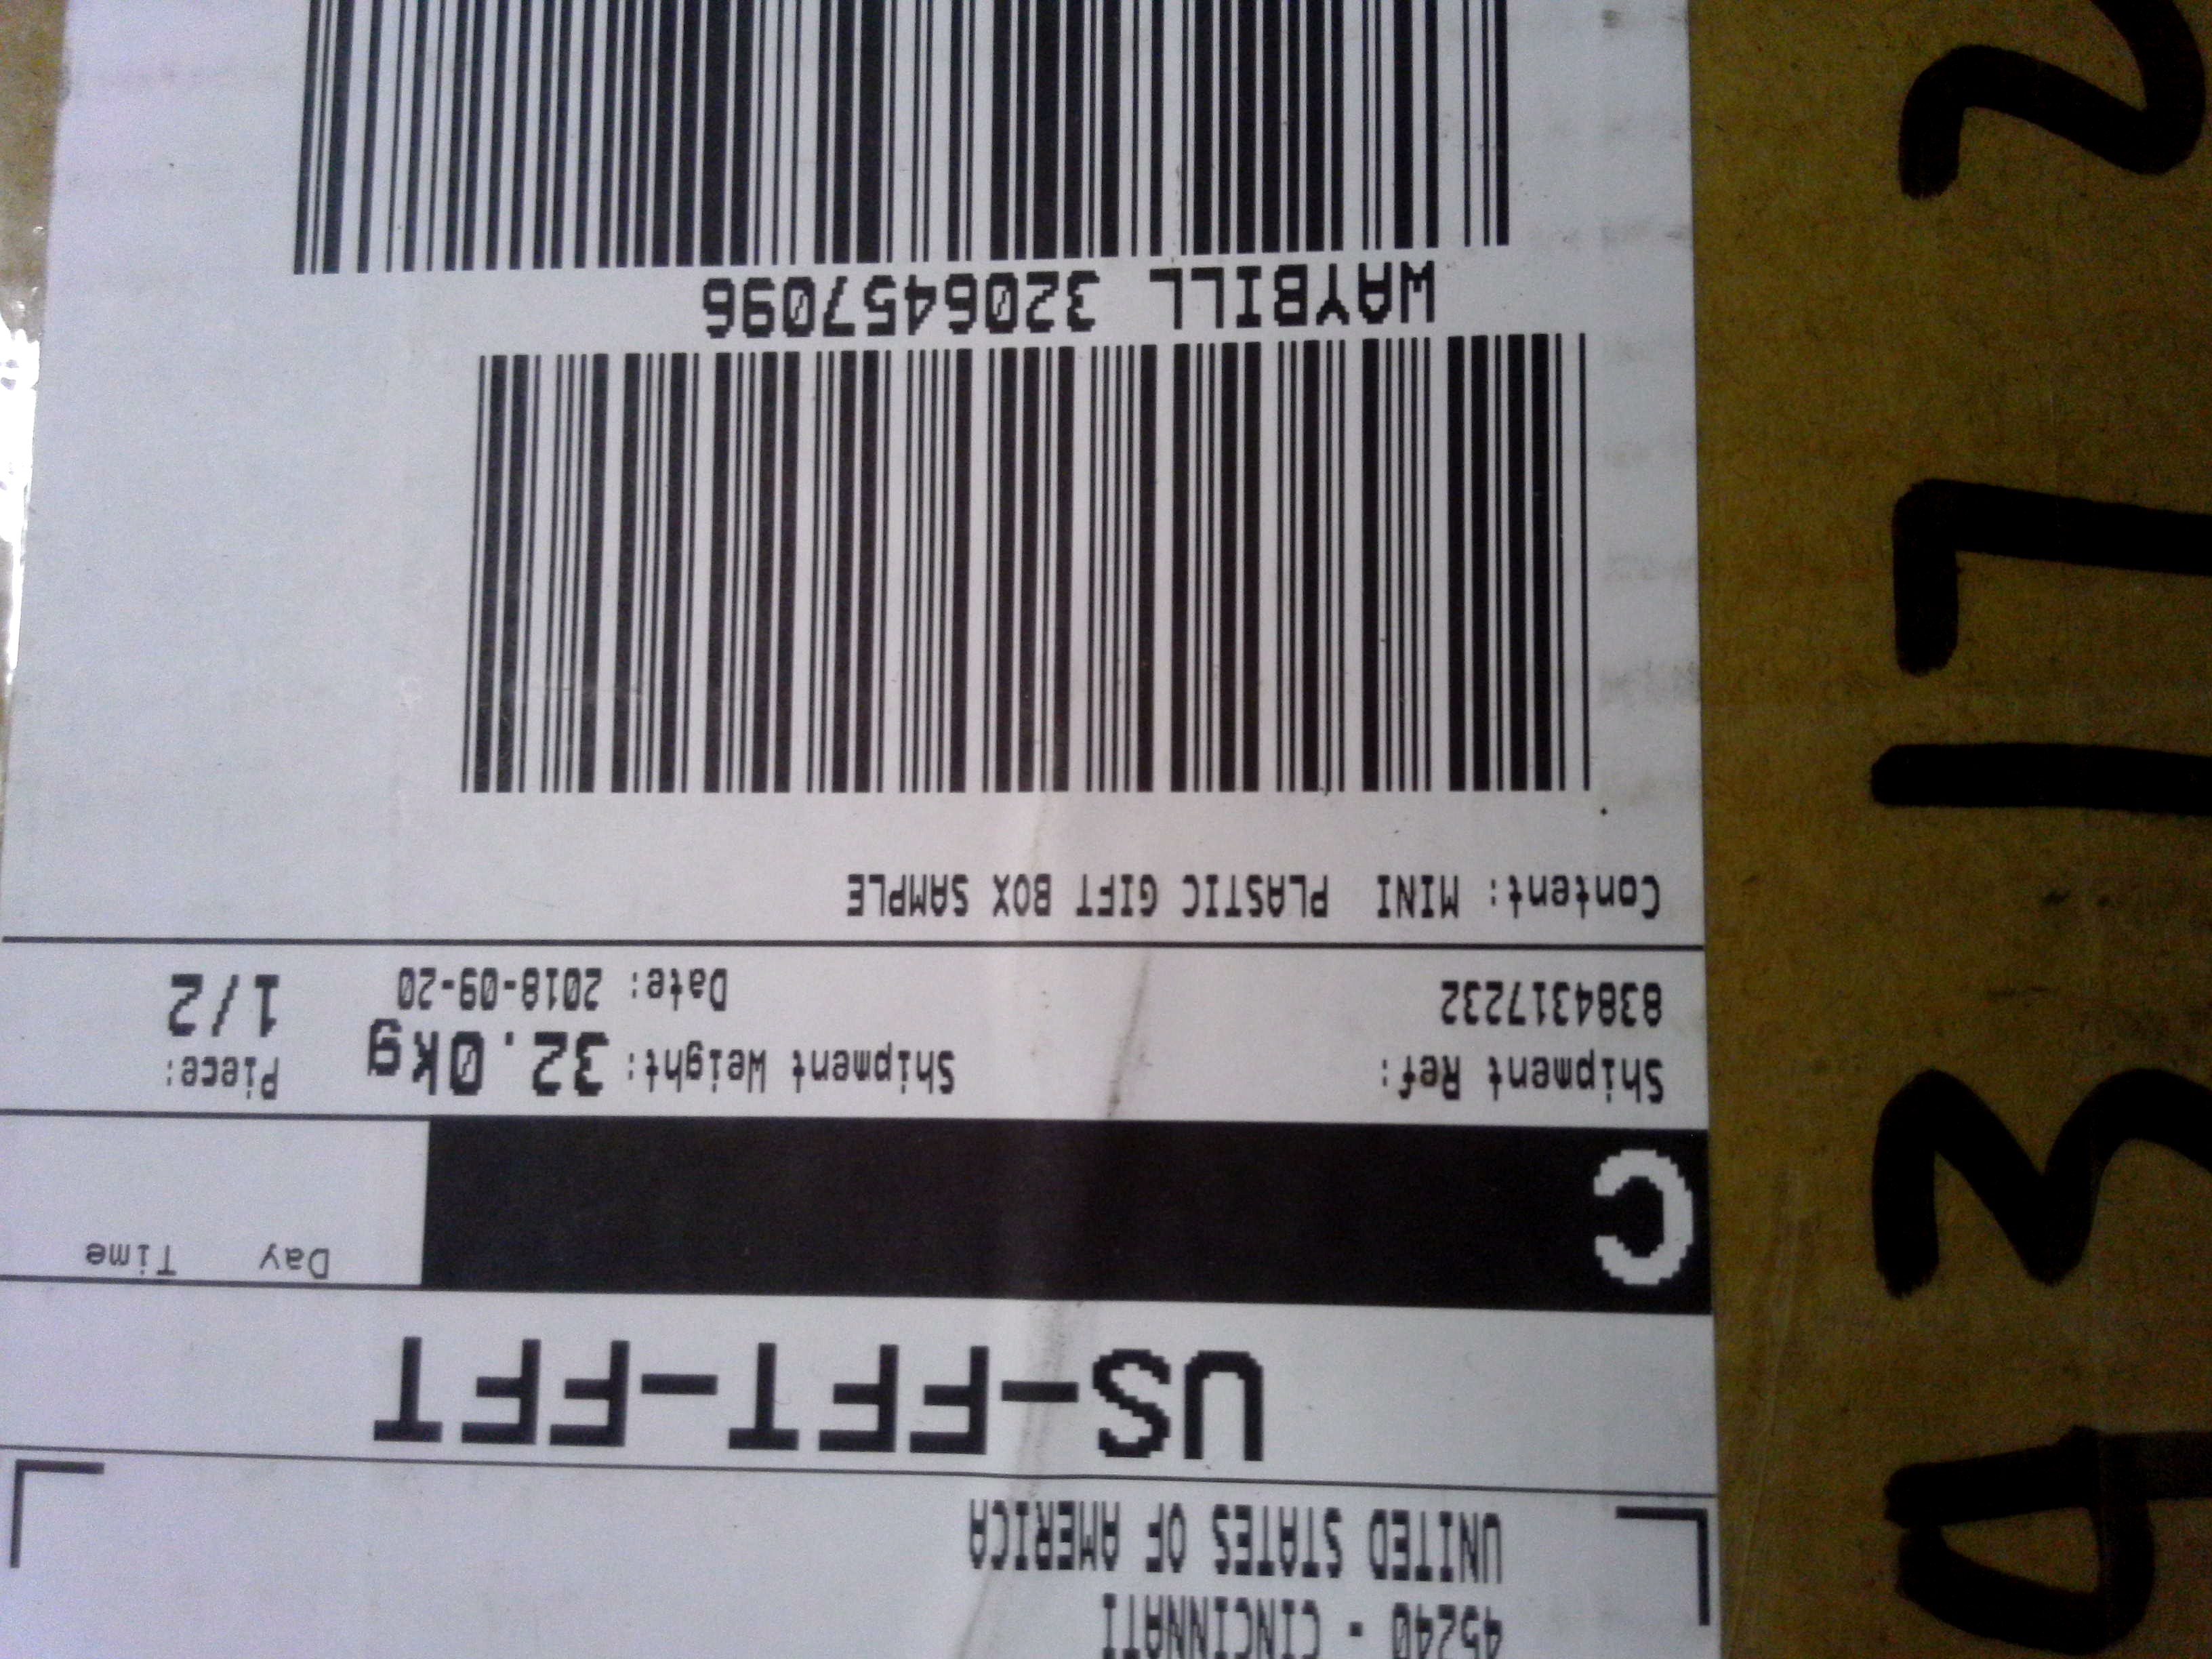 45240 - CINCINNATI
UNITED STATES OF AMERICA
US-FFT-FFT
C
Day Time
Shipment Ref:
8384317232
Shipment Weight: 32.0kg
Date: 2018-09-20
Piece:
1/2
Content: MINI PLASTIC GIFT BOX SAMPLE
WAYBILL 3206457096
43172